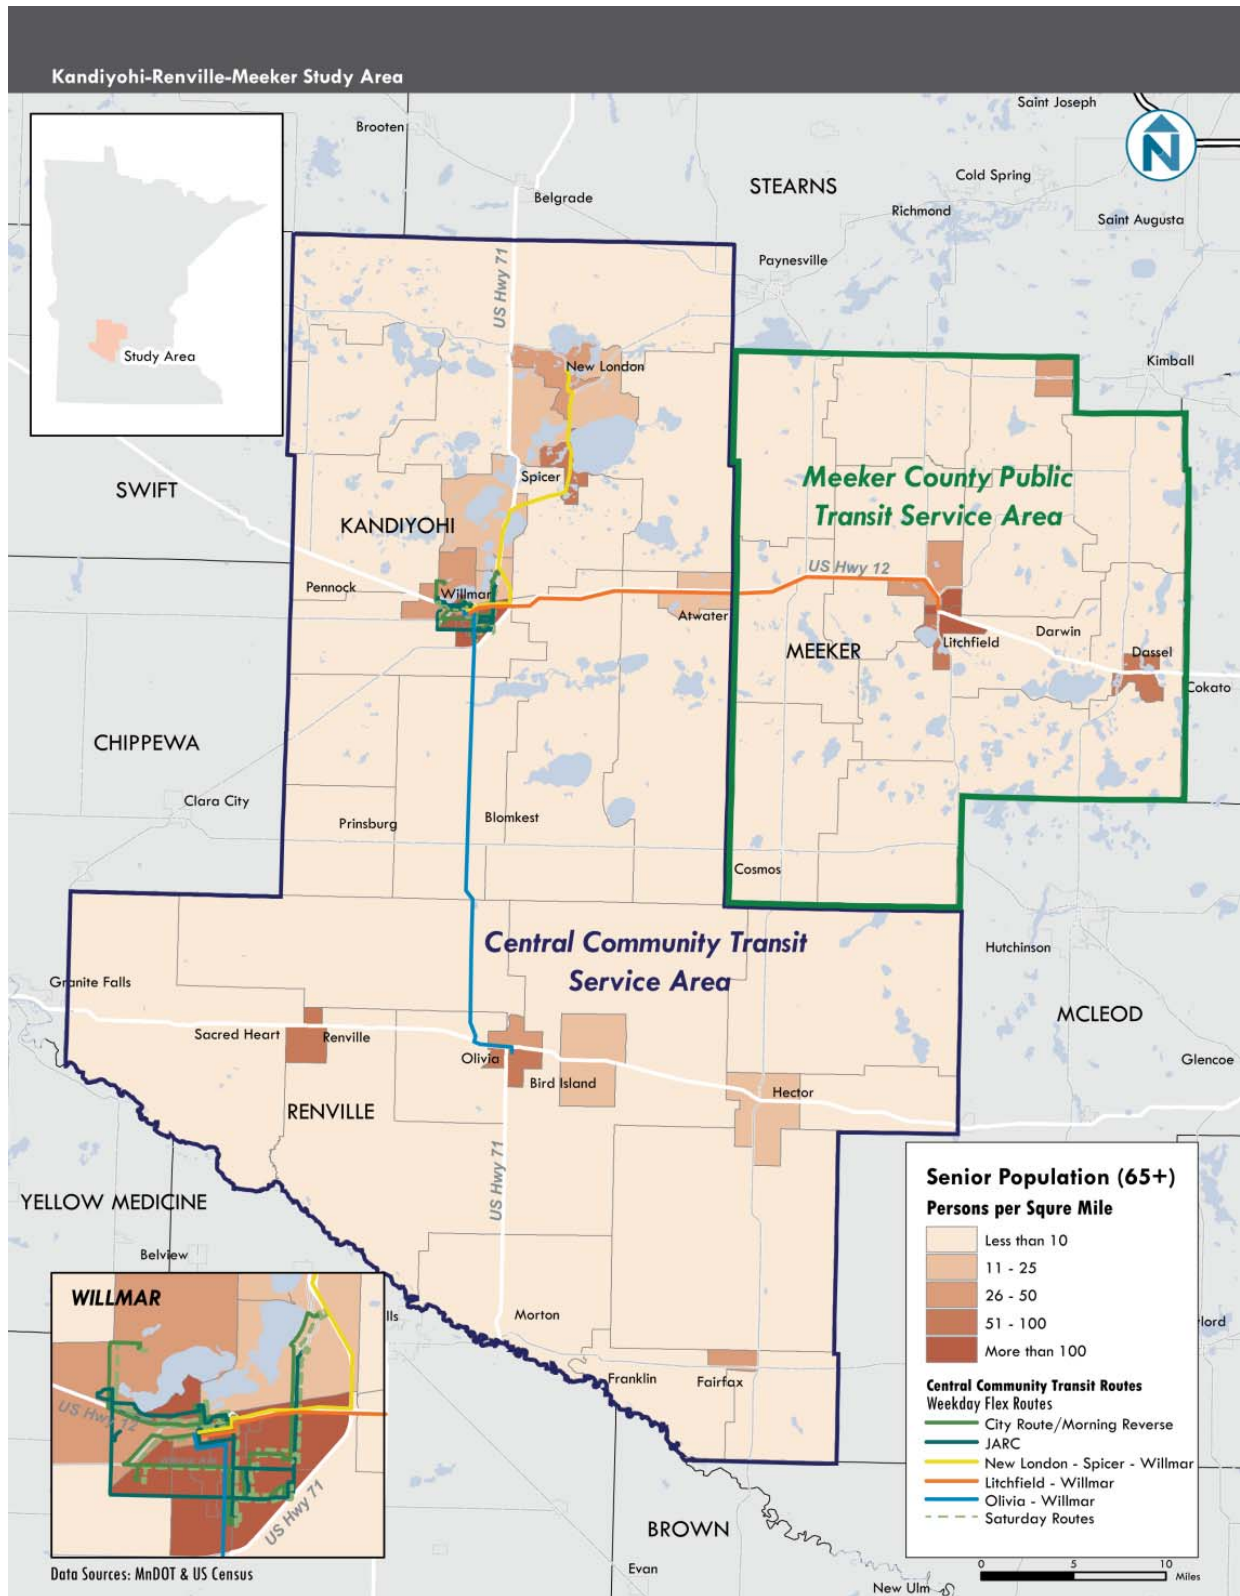 Kandiyohi-Renville-Meeker Study Area
Saint Joseph
Brooten
N
STEARNS
Cold Spring
Belgrade
Richmond
Saint Augusta
US Hwy 71
Paynesville
Study Area
Kimball
New London
SWIFT
Spicer
Meeker County Public
Transit Service Area
KANDIYOHI
US Hwy 12
Pennock
Willmar
Atwater
Litchfield
Darwin
MEEKER
Dassel
Cokato
CHIPPEWA
Clara City
Prinsburg
Blomkest
Cosmos
Central Community Transit
Service Area
Hutchinson
Granite Falls
MCLEOD
Sacred Heart
Renville
Olivia
Glencoe
Bird Island
Hector
RENVILLE
US Hwy 71
YELLOW MEDICINE
Belview
Morton
lls
Franklin
Fairfax
ylord
BROWN
Evan
New Ulm
WILLMAR
US Hwy 12
US Hwy 71
Senior Population (65+)
Persons per Squre Mile
Less than 10
11 - 25
26 - 50
51 - 100
More than 100
Central Community Transit Routes
Weekday Flex Routes
City Route/Morning Reverse
JARC
New London - Spicer - Willmar
Litchfield - Willmar
Olivia - Willmar
Saturday Routes
0 5 10
Miles
Data Sources: MnDOT & US Census